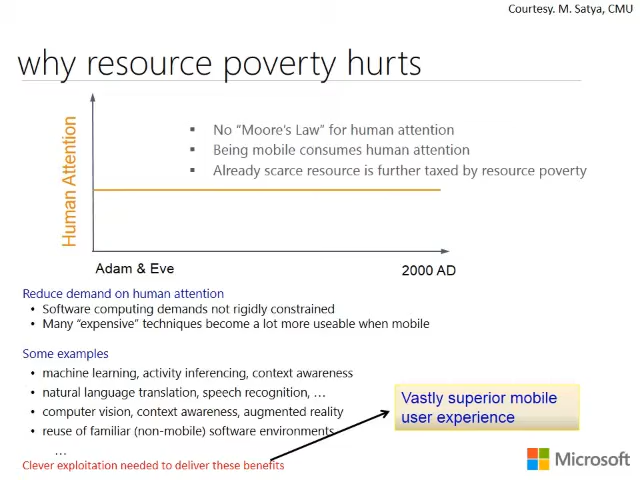 Courtesy. M. Satya, CMU
why resource poverty hurts
Human Attention
▪ No “Moore’s Law” for human attention
▪ Being mobile consumes human attention
▪ Already scarce resource is further taxed by resource poverty
Adam & Eve
2000 AD
Reduce demand on human attention
• Software computing demands not rigidly constrained
• Many “expensive” techniques become a lot more useable when mobile
Some examples
• machine learning, activity inferencing, context awareness
• natural language translation, speech recognition, …
• computer vision, context awareness, augmented reality
• reuse of familiar (non-mobile) software environments
…
Clever exploitation needed to deliver these benefits
Vastly superior mobile
user experience
Microsoft